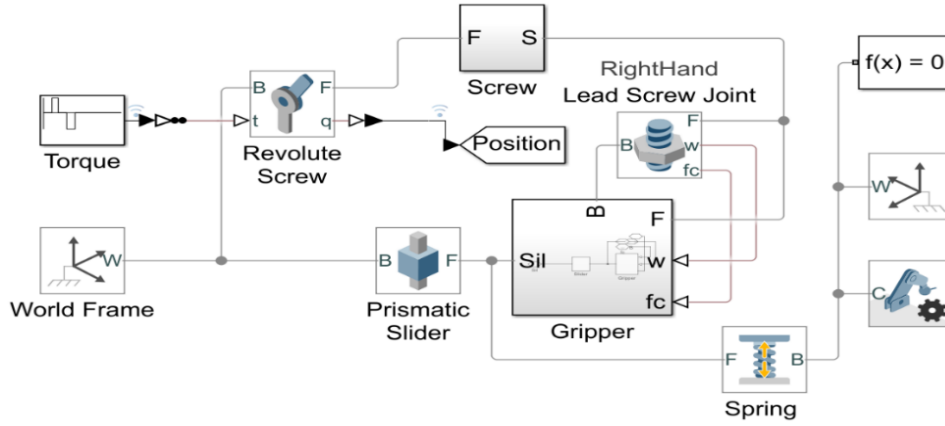 F S
Screw
f(x) = 0
RightHand
Lead Screw Joint
B F
t q
Revolute
Screw
Torque
Position
B F
w
fc
B
F
Sil
w
fc
Gripper
W
World Frame
B F
Prismatic
Slider
W
C
F B
Spring